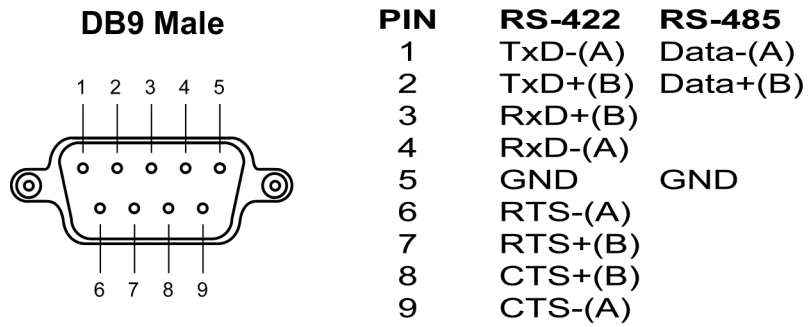 DB9 Male
1 2 3 4 5
6 7 8 9
PIN RS-422 RS-485
1 TxD-(A) Data-(A)
2 TxD+(B) Data+(B)
3 RxD+(B)
4 RxD-(A)
5 GND GND
6 RTS-(A)
7 RTS+(B)
8 CTS+(B)
9 CTS-(A)